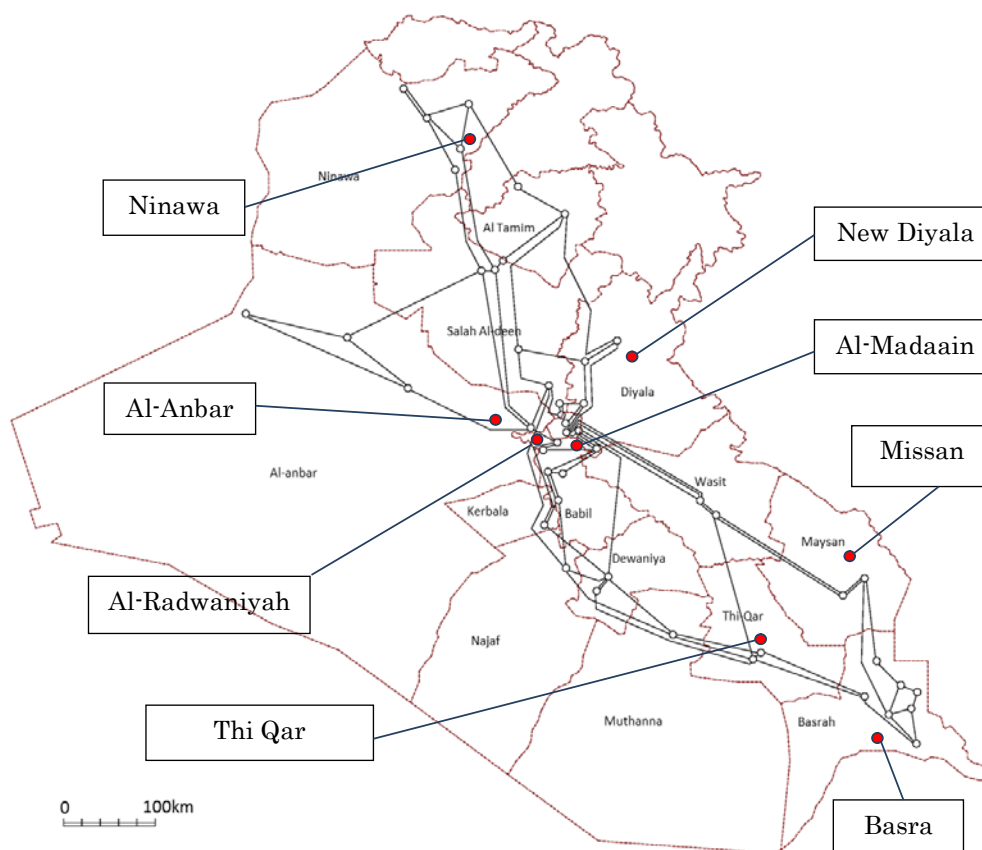 Ninawa
Ninawa
Al Tamim
New Diyala
Salah Al-deen
Al-Madaain
Diyala
Al-Anbar
Missan
Al-anbar
Wasit
Kerbala
Babil
Maysan
Dewaniya
Al-Radwaniyah
Thi-Qar
Najaf
Thi Qar
Muthanna
Basrah
0 100km
Basra